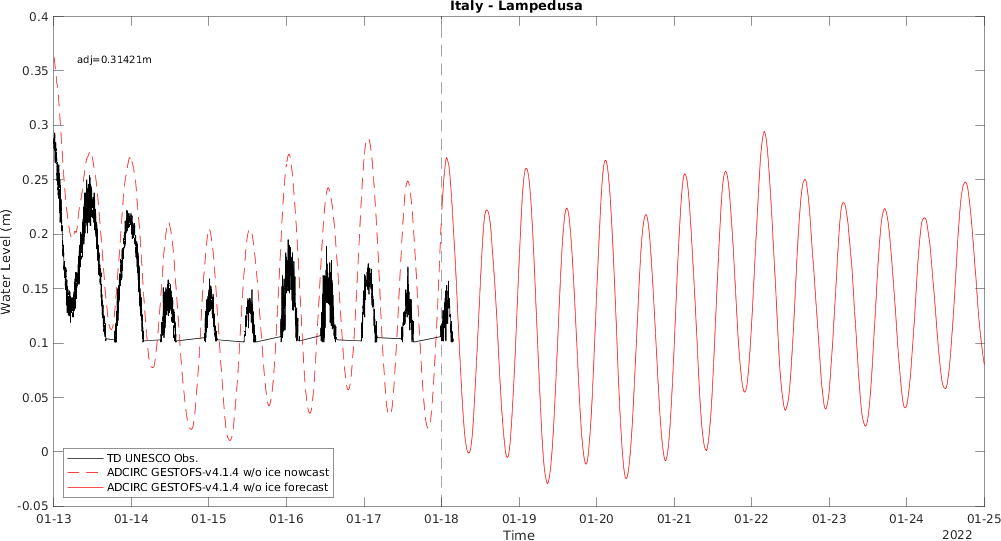 Italy - Lampedusa
adj=0.31421m
0.4
0.35
0.3
0.25
0.2
0.15
0.1
0.05
0
-0.05
Water Level (m)
TD UNESCO Obs.
ADCIRC GESTOFS-v4.1.4 w/o ice nowcast
ADCIRC GESTOFS-v4.1.4 w/o ice forecast
01-13 01-14 01-15 01-16 01-17 01-18 01-19 01-20 01-21 01-22 01-23 01-24 01-25
Time
2022